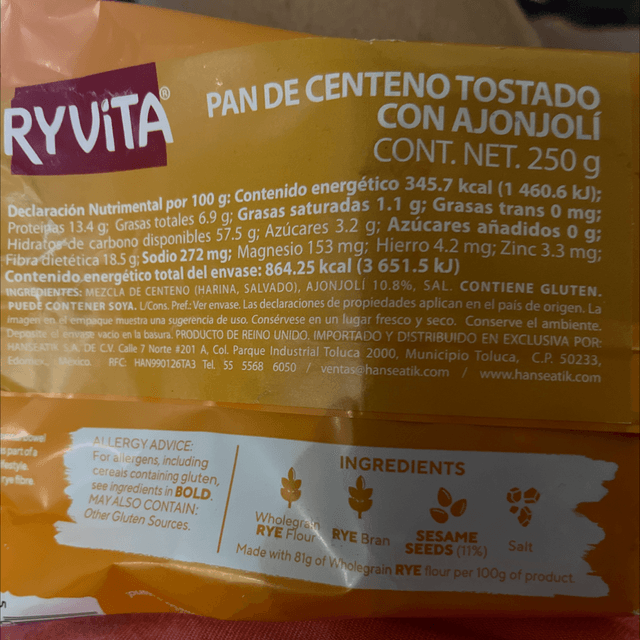 RYVITA®
PAN DE CENTENO TOSTADO
CON AJONJOLÍ
CONT. NET. 250 g
Declaración Nutrimental por 100 g: Contenido energético 345.7 kcal (1 460.6 kJ);
Proteínas 13.4 g; Grasas totales 6.9 g; Grasas saturadas 1.1 g; Grasas trans 0 mg;
Hidratos de carbono disponibles 57.5 g; Azúcares 3.2 g; Azúcares añadidos 0 g;
Fibra dietética 18.5 g; Sodio 272 mg; Magnesio 153 mg; Hierro 4.2 mg; Zinc 3.3 mg;
Contenido energético total del envase: 864.25 kcal (3 651.5 kJ)
INGREDIENTES: MEZCLA DE CENTENO (HARINA, SALVADO), AJONJOLÍ 10.8%, SAL. CONTIENE GLUTEN.
PUEDE CONTENER SOYA. L/Cons. Pref.: Ver envase. Las declaraciones de propiedades aplican en el país de origen. La
imagen en el empaque muestra una sugerencia de uso. Consérvese en un lugar fresco y seco. Conserve el ambiente.
Deposite el envase vacío en la basura. PRODUCTO DE REINO UNIDO. IMPORTADO Y DISTRIBUIDO EN EXCLUSIVA POR:
HANSEATIK S.A. DE C.V. Calle 7 Norte #201 A, Col. Parque Industrial Toluca 2000, Municipio Toluca, C.P. 50233,
Edomex., México. RFC: HAN990126TA3 Tel. 55 5568 6050 / ventas@hanseatik.com / www.hanseatik.com
ALLERGY ADVICE:
For allergens, including
cereals containing gluten,
see ingredients in BOLD.
MAY ALSO CONTAIN:
Other Gluten Sources.
INGREDIENTS
Wholegrain
RYE Flour
RYE Bran
SESAME
SEEDS (11%)
Salt
Made with 81g of Wholegrain RYE flour per 100g of product.